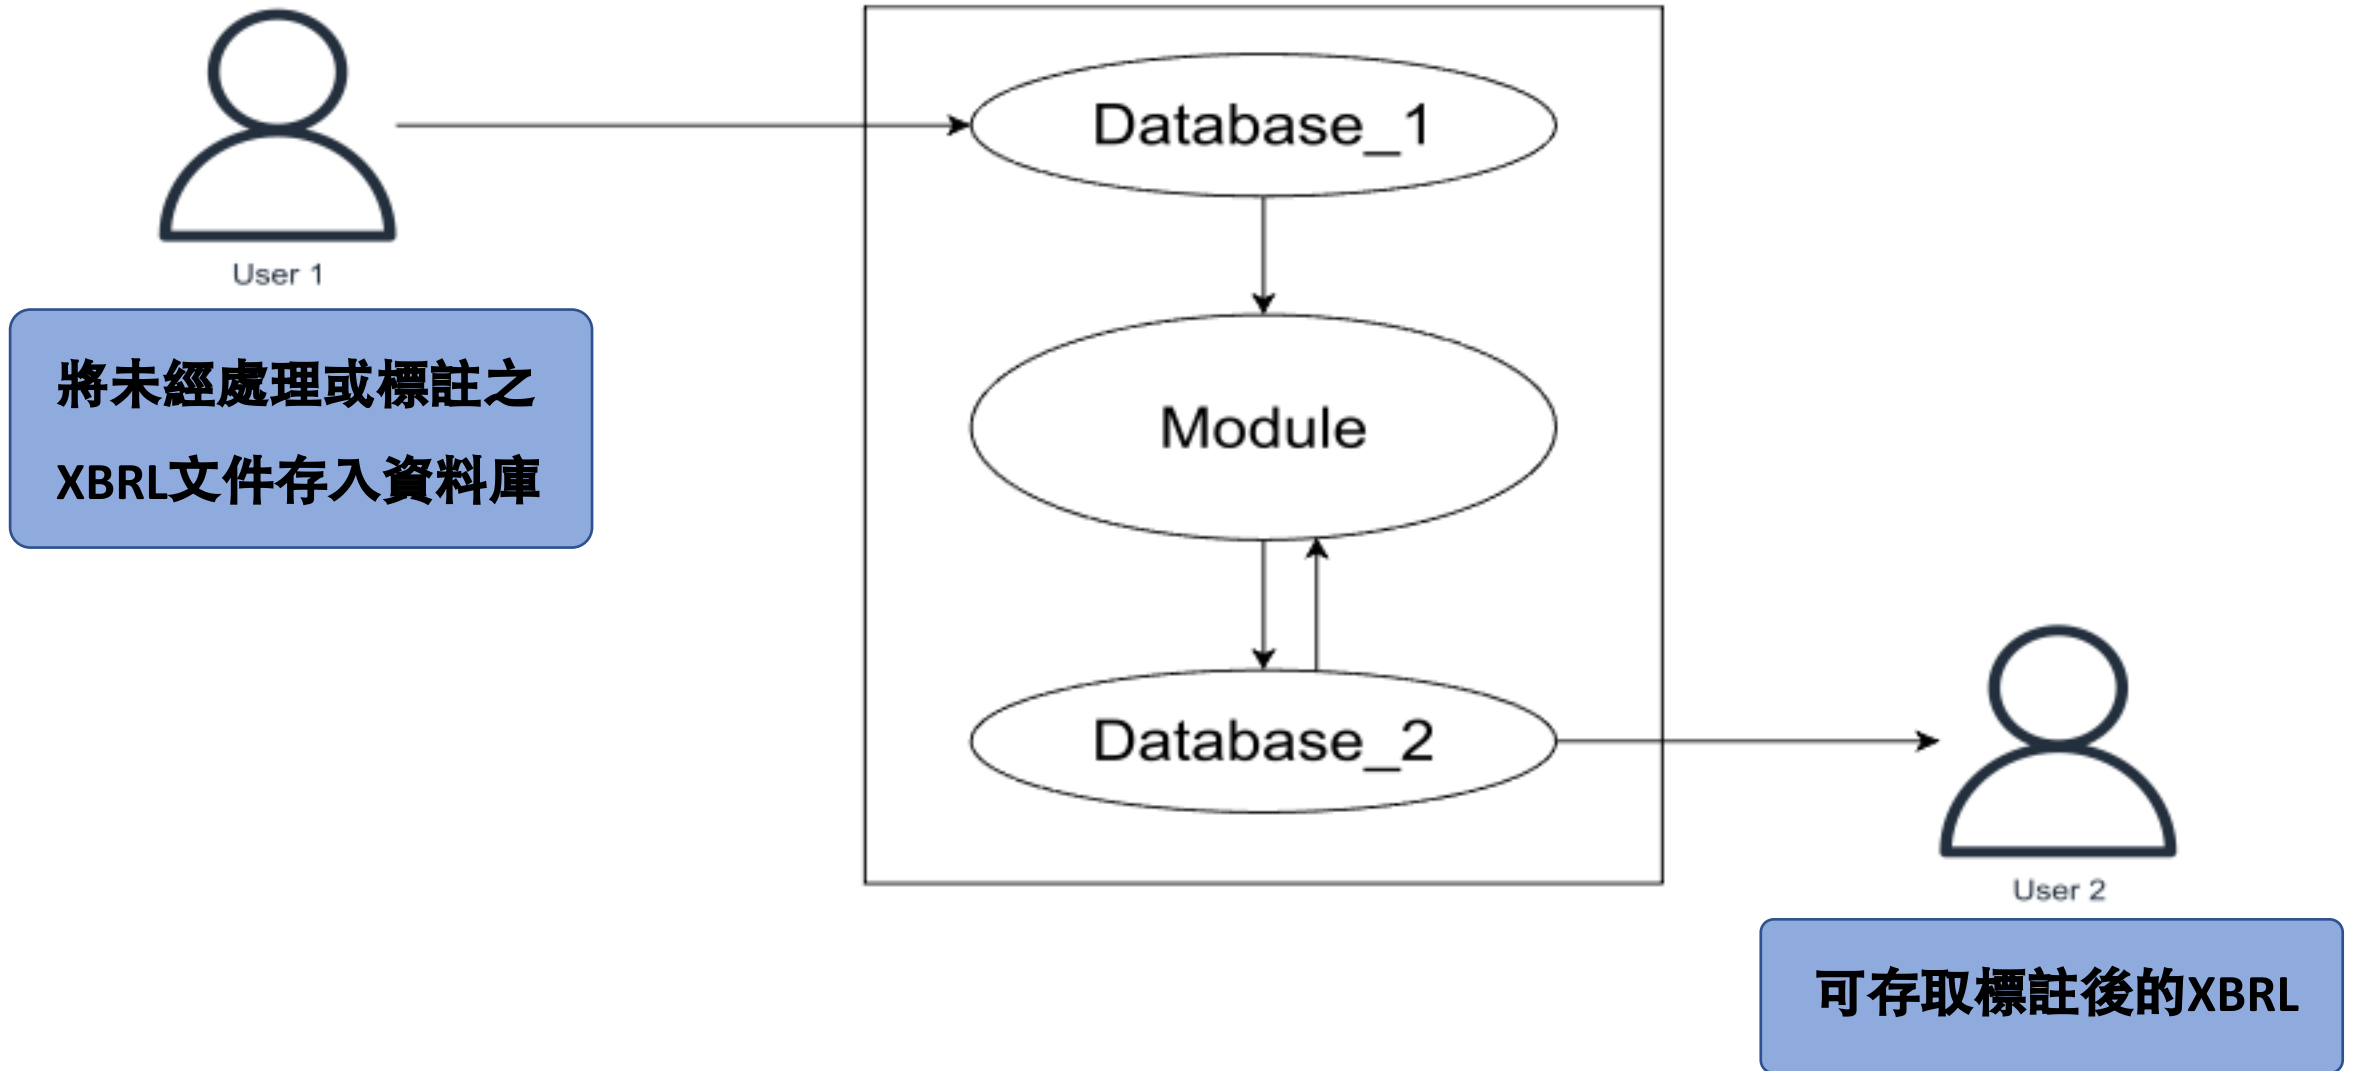 Database_1
User 1
將未經處理或標註之
XBRL文件存入資料庫
Module
Database_2
User 2
可存取標註後的XBRL